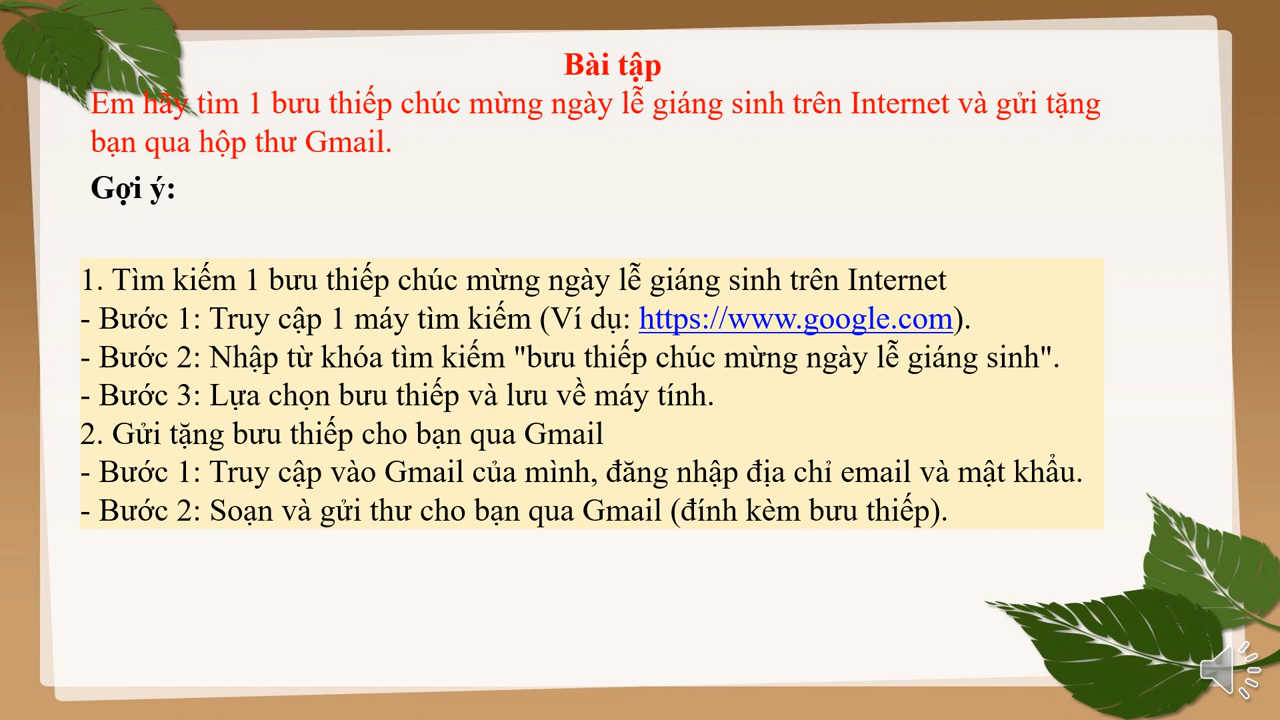 Bài tập
Em hãy tìm 1 bưu thiếp chúc mừng ngày lễ giáng sinh trên Internet và gửi tặng
bạn qua hộp thư Gmail.
Gợi ý:
1. Tìm kiếm 1 bưu thiếp chúc mừng ngày lễ giáng sinh trên Internet
- Bước 1: Truy cập 1 máy tìm kiếm (Ví dụ: https://www.google.com).
- Bước 2: Nhập từ khóa tìm kiếm "bưu thiếp chúc mừng ngày lễ giáng sinh".
- Bước 3: Lựa chọn bưu thiếp và lưu về máy tính.
2. Gửi tặng bưu thiếp cho bạn qua Gmail
- Bước 1: Truy cập vào Gmail của mình, đăng nhập địa chỉ email và mật khẩu.
- Bước 2: Soạn và gửi thư cho bạn qua Gmail (đính kèm bưu thiếp).